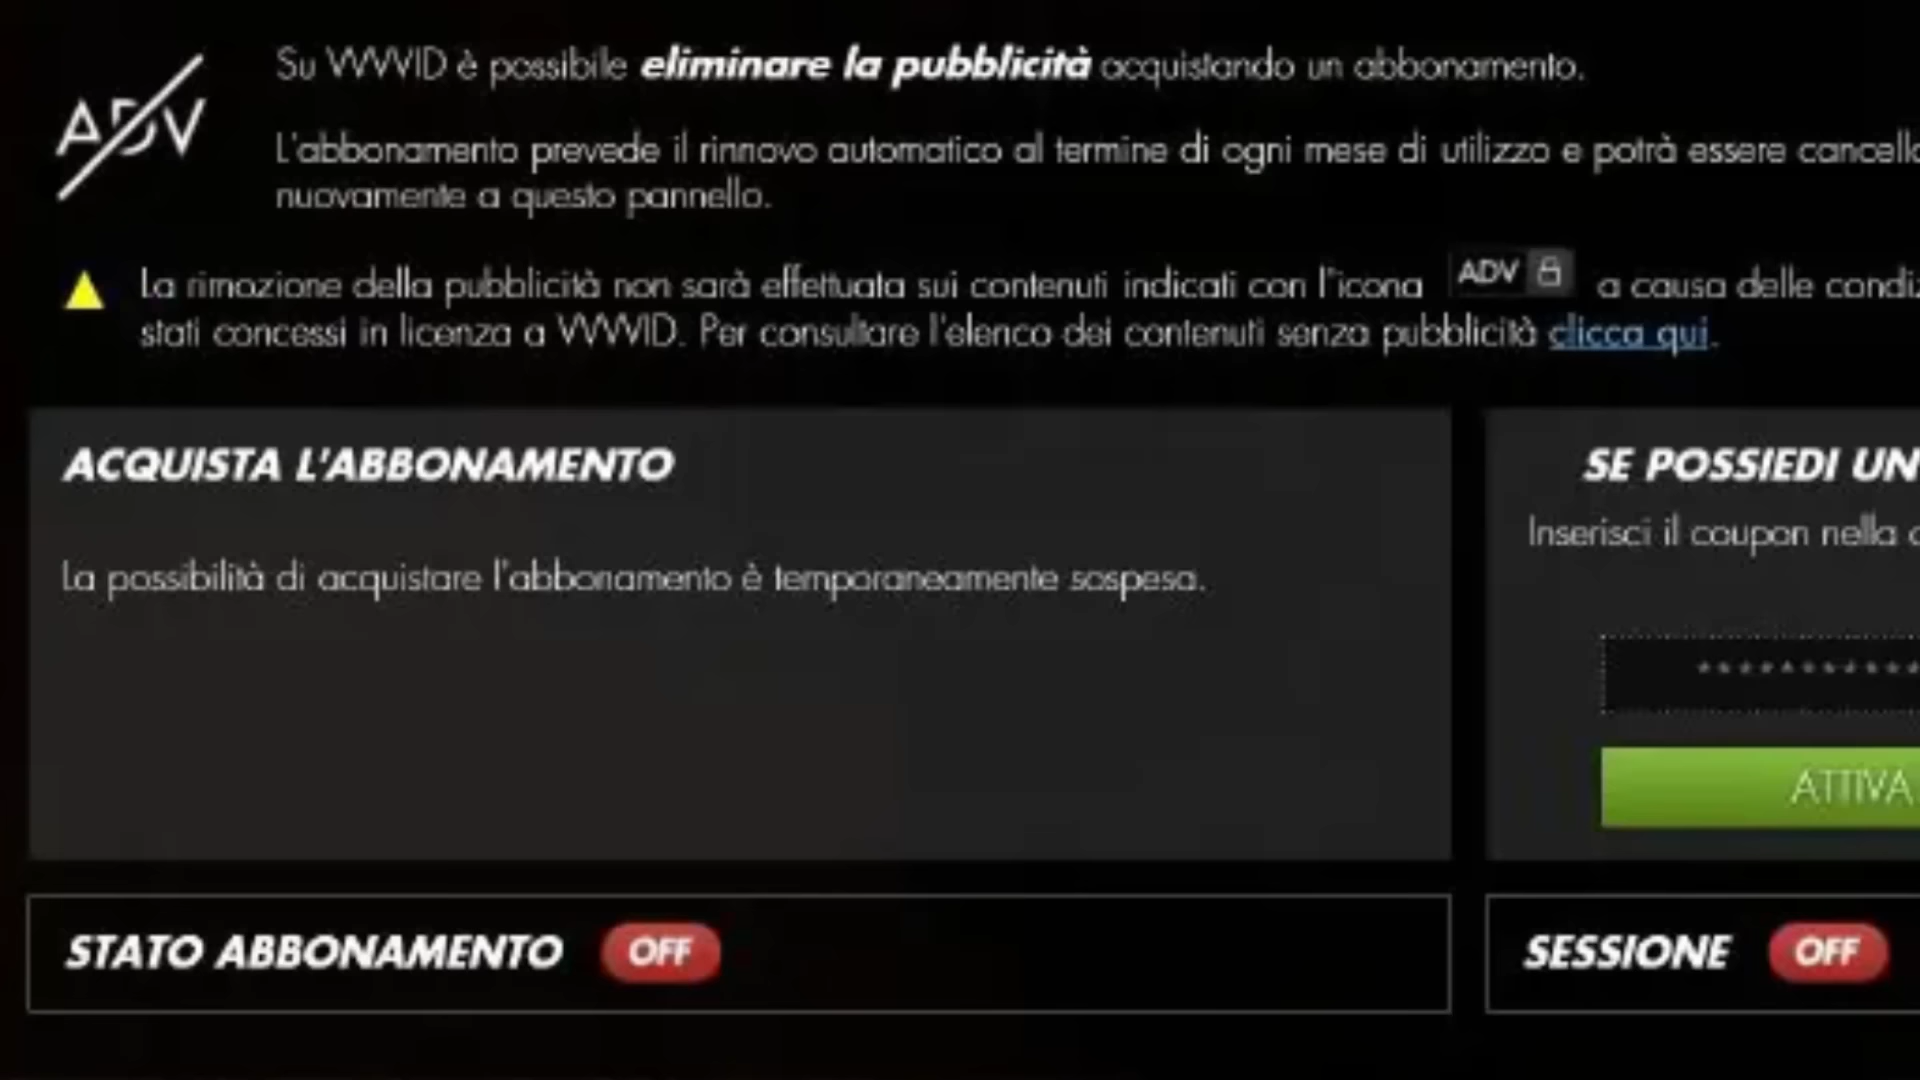 ADV
Su VVVVID è possibile eliminare la pubblicità acquistando un abbonamento.
L'abbonamento prevede il rinnovo automatico al termine di ogni mese di utilizzo e potrà essere
nuovamente a questo pannello.
La rimozione della pubblicità non sarà effettuata sui contenuti indicati con l'icona ADV a causa delle
stati concessi in licenza a VVVVID. Per consultare l'elenco dei contenuti senza pubblicità clicca qui.
ACQUISTA L'ABBONAMENTO
La possibilità di acquistare l'abbonamento è temporaneamente sospesa.
SE POSSIEDI UN
Inserisci il coupon nella
ATTIVA
STATO ABBONAMENTO OFF
SESSIONE OFF